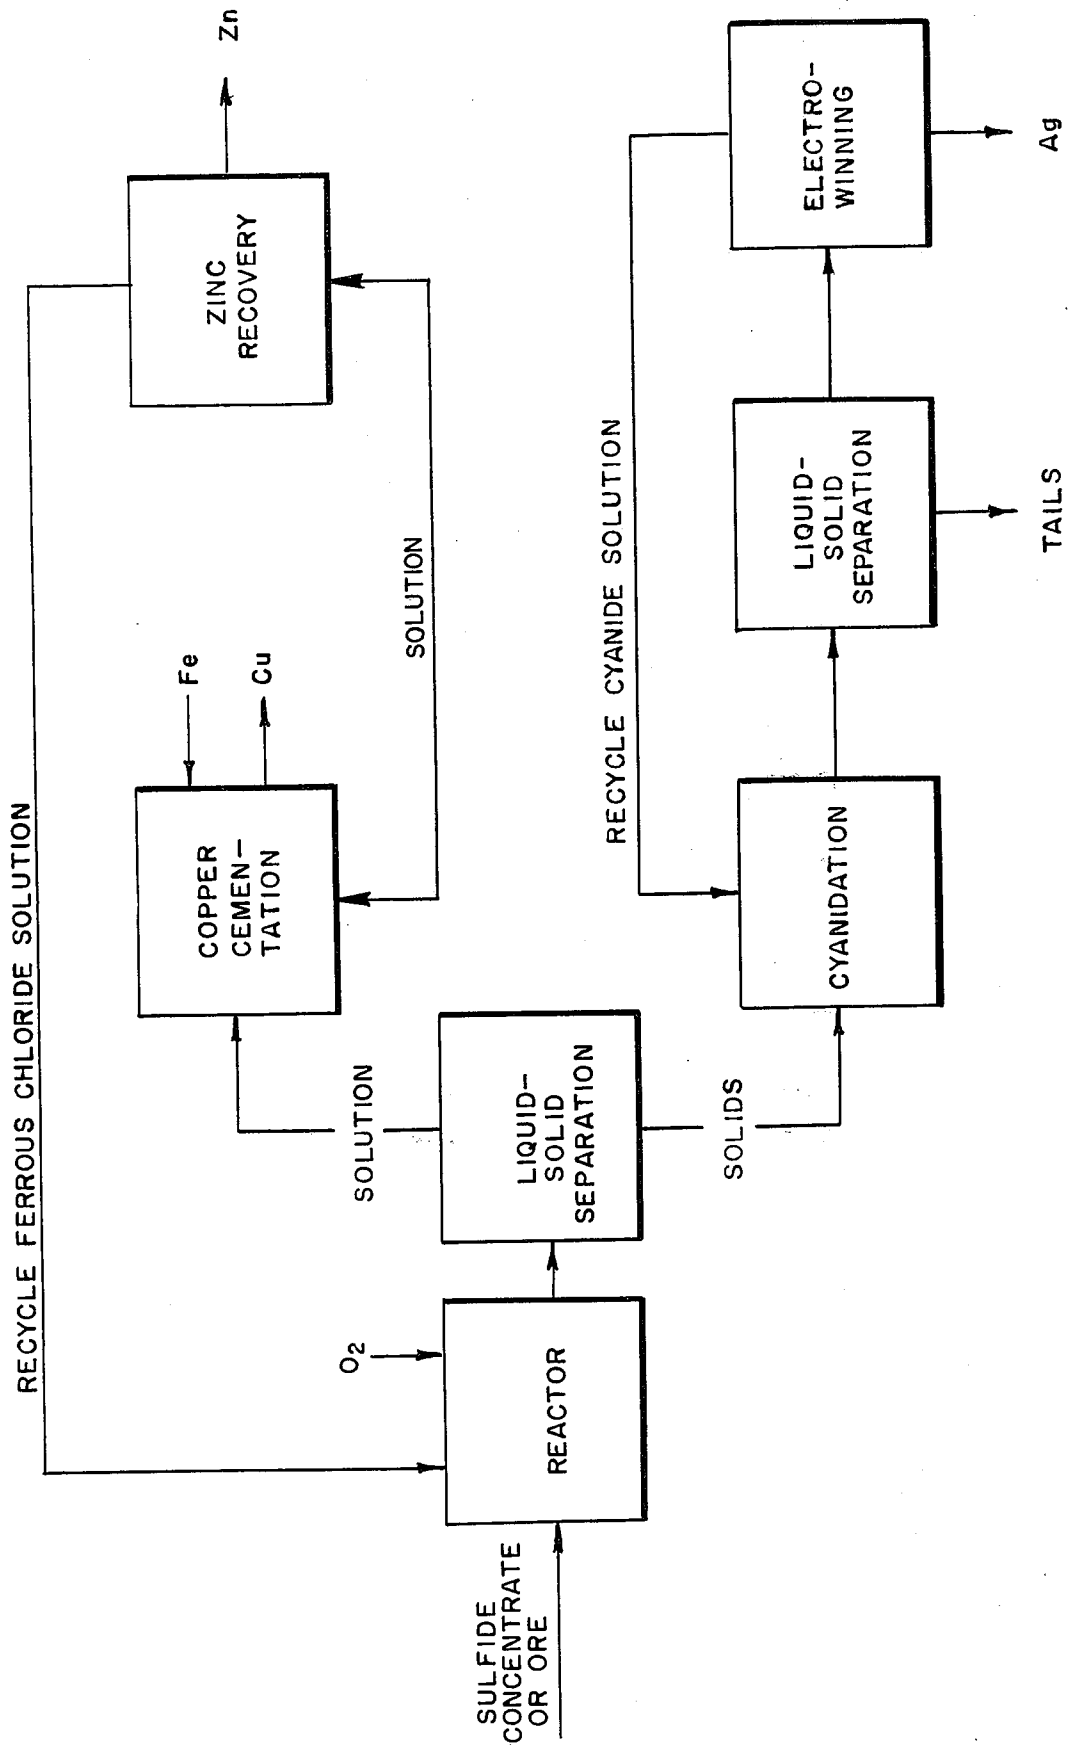 RECYCLE FERROUS CHLORIDE SOLUTION
SULFIDE
CONCENTRATE
OR ORE
O2
REACTOR
LIQUID-
SOLID
SEPARATION
SOLUTION
SOLIDS
COPPER
CEMEN-
TATION
Fe
Cu
SOLUTION
ZINC
RECOVERY
Zn
RECYCLE CYANIDE SOLUTION
CYANIDATION
LIQUID-
SOLID
SEPARATION
TAILS
ELECTRO-
WINNING
Ag